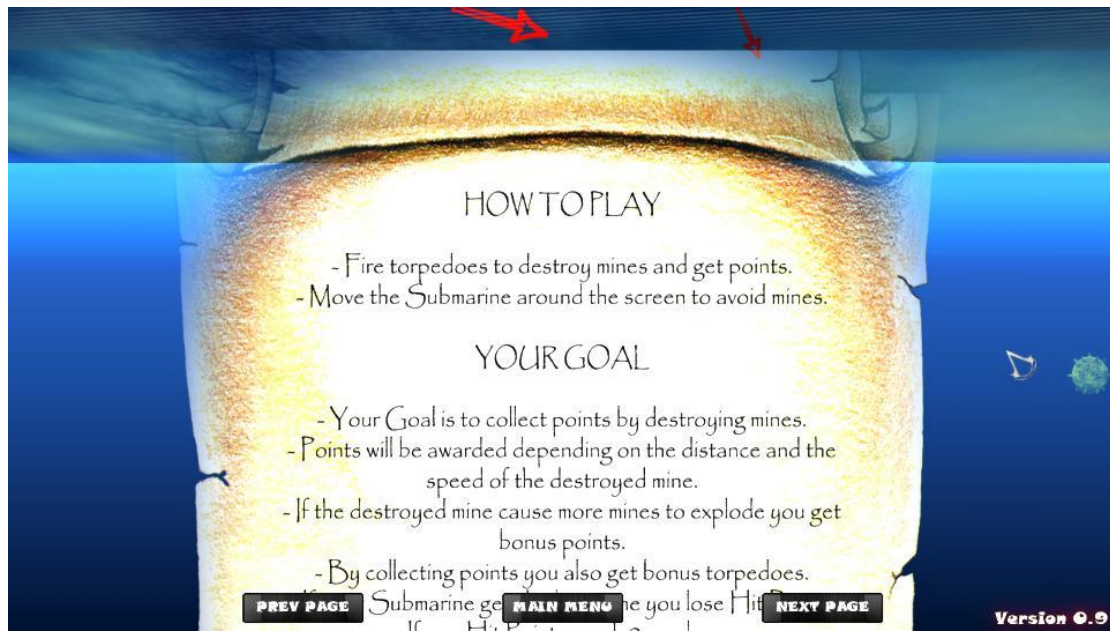 HOW TO PLAY
- Fire torpedoes to destroy mines and get points.
- Move the Submarine around the screen to avoid mines.
YOUR GOAL
- Your Goal is to collect points by destroying mines.
- Points will be awarded depending on the distance and the
speed of the destroyed mine.
- If the destroyed mine cause more mines to explode you get
bonus points.
- By collecting points you also get bonus torpedoes.
Submarine you lose Hit
PREV PAGE MAIN MENU NEXT PAGE
Version 0.9